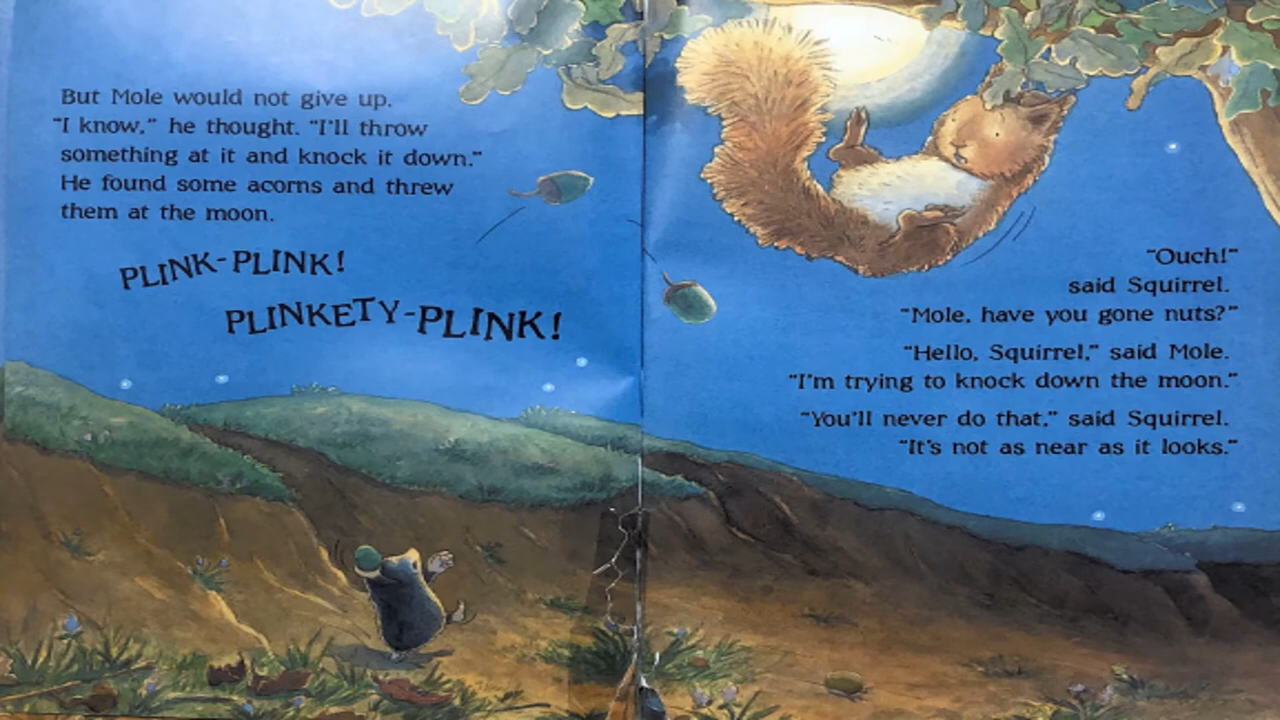 But Mole would not give up.
"I know," he thought. "I'll throw
something at it and knock it down."
He found some acorns and threw
them at the moon.
PLINK-PLINK!
PLINKETY-PLINK!
"Ouch!"
said Squirrel.
"Mole, have you gone nuts?"
"Hello, Squirrel," said Mole.
"I'm trying to knock down the moon."
"You'll never do that," said Squirrel.
"It's not as near as it looks."